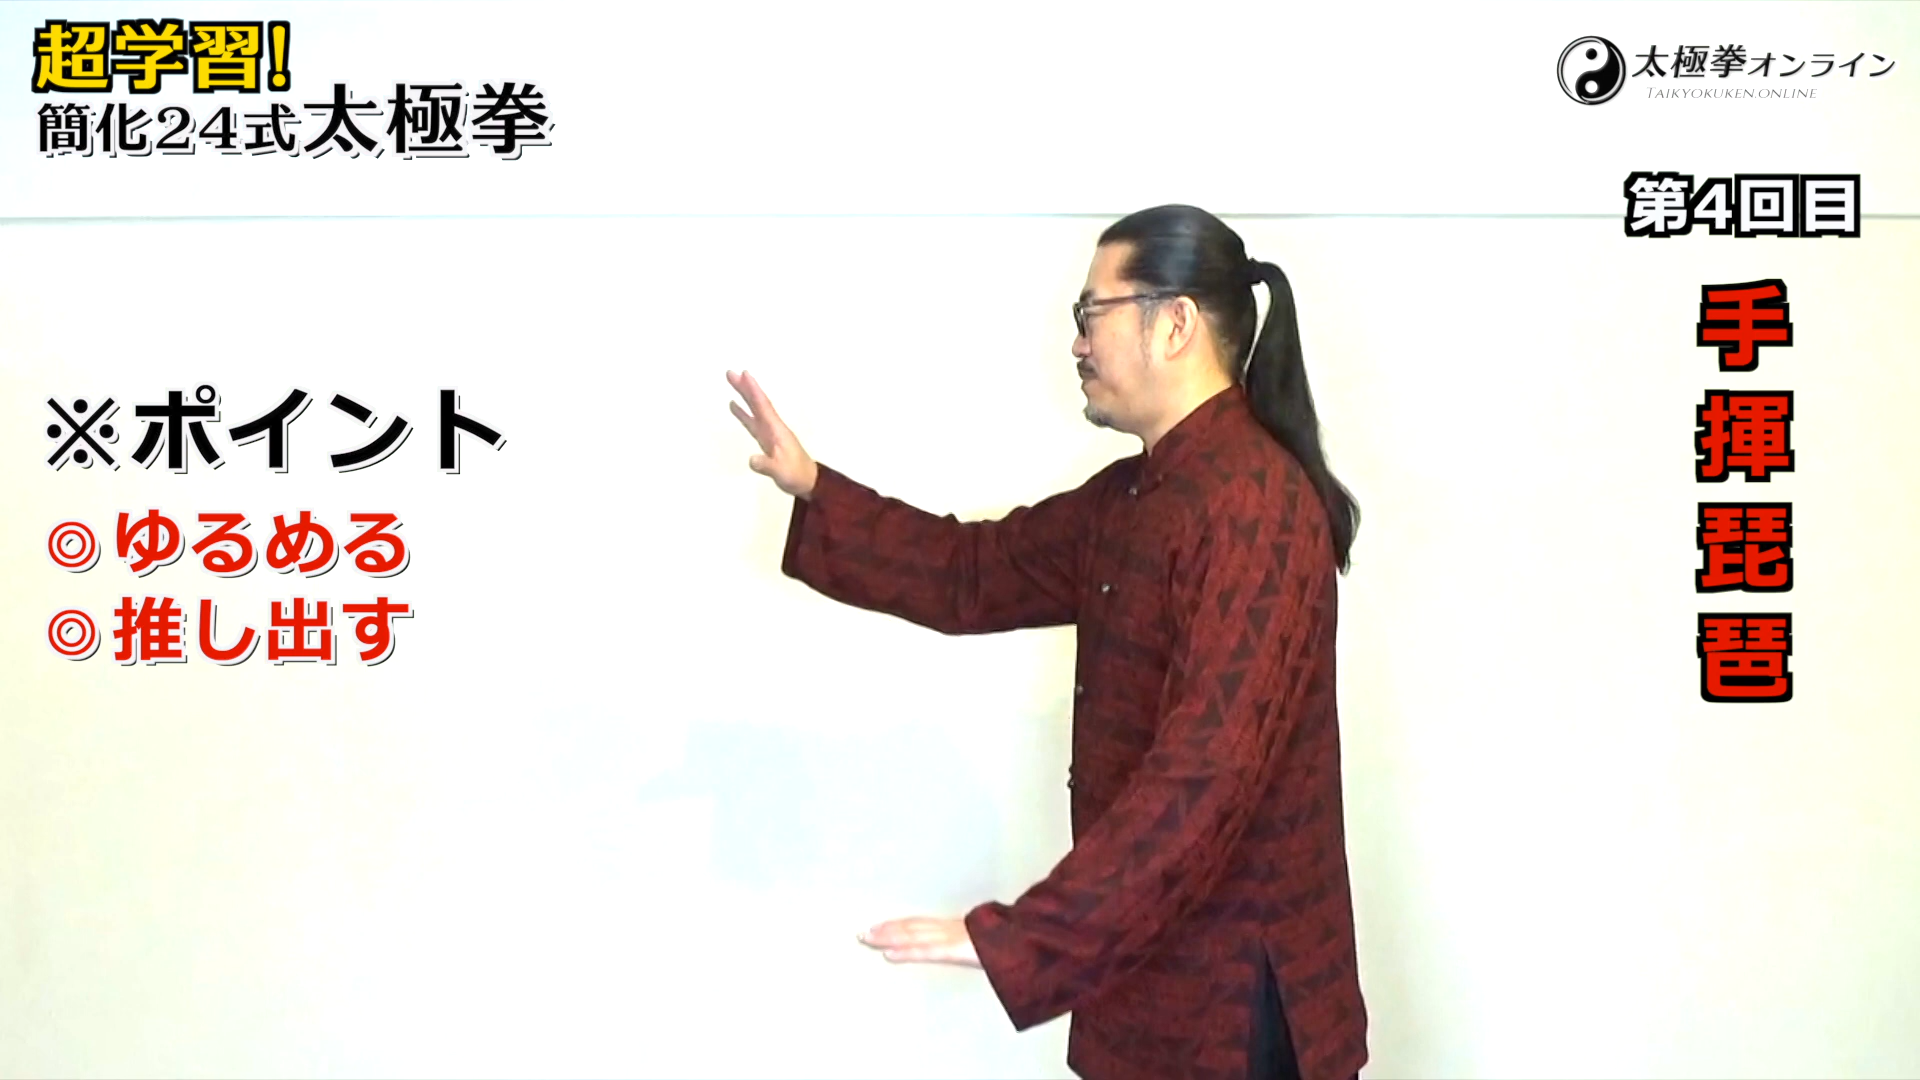 超学習!
簡化24式太極拳
太極拳オンライン
TAIKYOKUKEN.ONLINE
第4回目
手揮琵琶
※ポイント
◎ゆるめる
◎推し出す